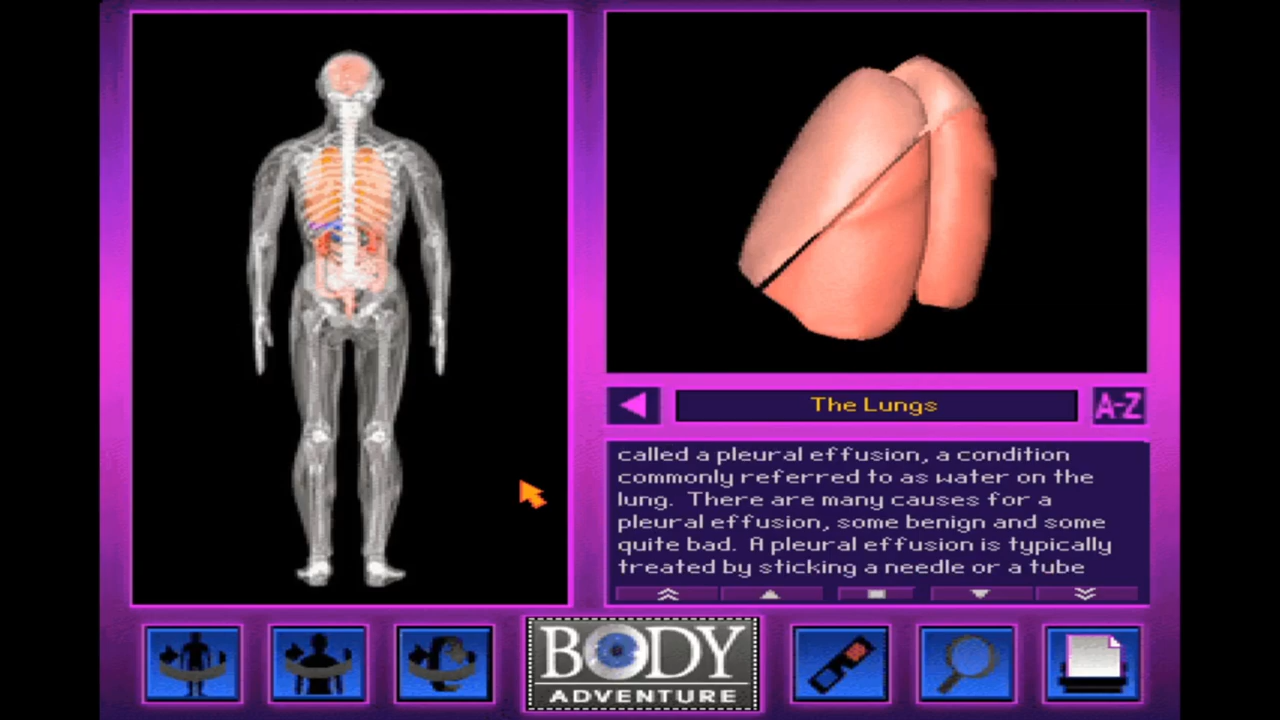 The Lungs
A-Z
called a pleural effusion, a condition
commonly referred to as water on the
lung. There are many causes for a
pleural effusion, some benign and some
quite bad. A pleural effusion is typically
treated by sticking a needle or a tube
BODY
ADVENTURE